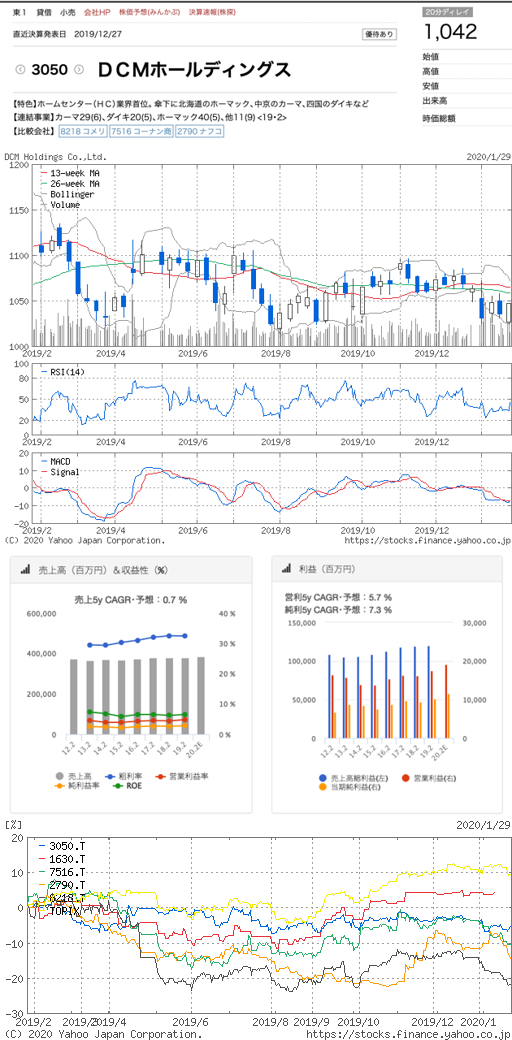 東1 貸借 小売 会社HP 株価予想(みんかぶ) 決算速報(株探)
直近決算発表日 2019/12/27 優待あり
20分ディレイ
1,042
始値
高値
安値
出来高
時価総額
3050 DCMホールディングス
【特色】ホームセンター(HC)業界首位。傘下に北海道のホーマック、中京のカーマ、四国のダイキなど
【連結事業】カーマ29(6)、ダイキ20(5)、ホーマック40(5)、他11(9) <19・2>
【比較会社】 8218 コメリ 7516 コーナン商 2790 ナフコ
DCM Holdings Co.,Ltd. 2020/1/29
1200
1150
1100
1050
1000
13-week MA
26-week MA
Bollinger
Volume
2019/2 2019/4 2019/6 2019/8 2019/10 2019/12
100
80
50
20
0
RSI(14)
2019/2 2019/4 2019/6 2019/8 2019/10 2019/12
20
10
0
-10
-20
MACD
Signal
2019/2 2019/4 2019/6 2019/8 2019/10 2019/12
(C) 2020 Yahoo Japan Corporation. https://stocks.finance.yahoo.co.jp
売上高（百万円）＆収益性（%）
売上5y CAGR･予想：0.7 %
600,000
400,000
200,000
0
40 %
30 %
20 %
10 %
0 %
12.2 13.2 14.2 15.2 16.2 17.2 18.2 19.2 20.2E
売上高 粗利率 営業利益率
純利益率 ROE
利益（百万円）
営利5y CAGR･予想：5.7 %
純利5y CAGR･予想：7.3 %
150,000
100,000
50,000
0
30,000
20,000
10,000
0
12.2 13.2 14.2 15.2 16.2 17.2 18.2 19.2 20.2E
売上高総利益(左) 営業利益(右)
当期純利益(右)
[%] 2020/1/29
20
10
0
-10
-20
-30
3050.T
1630.T
7516.T
2790.T
8218.T
TOPIX
2019/2 2019/3 2019/4 2019/6 2019/8 2019/9 2019/10 2019/12 2020/1
(C) 2020 Yahoo Japan Corporation. https://stocks.finance.yahoo.co.jp